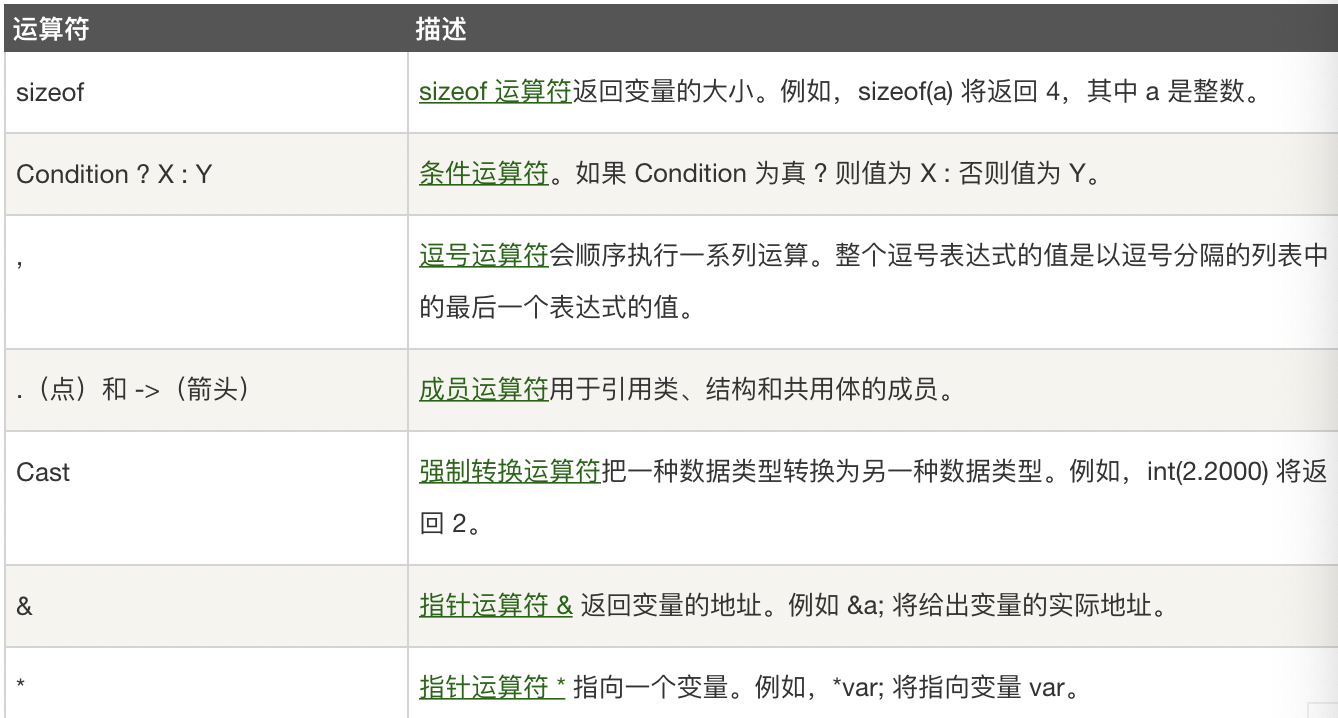 运算符 描述
sizeof sizeof 运算符返回变量的大小。例如，sizeof(a) 将返回 4，其中 a 是整数。
Condition ? X : Y 条件运算符。如果 Condition 为真 ? 则值为 X : 否则值为 Y。
, 逗号运算符会顺序执行一系列运算。整个逗号表达式的值是以逗号分隔的列表中
的最后一个表达式的值。
.（点）和 ->（箭头） 成员运算符用于引用类、结构和共用体的成员。
Cast 强制转换运算符把一种数据类型转换为另一种数据类型。例如，int(2.2000) 将返
回 2。
& 指针运算符 & 返回变量的地址。例如 &a; 将给出变量的实际地址。
* 指针运算符 * 指向一个变量。例如，*var; 将指向变量 var。